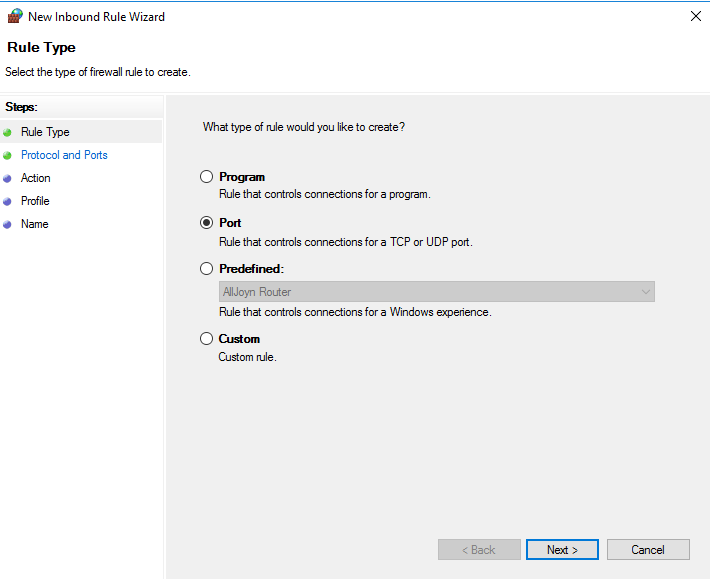 New Inbound Rule Wizard
Rule Type
Select the type of firewall rule to create.
Steps:
Rule Type
Protocol and Ports
Action
Profile
Name
What type of rule would you like to create?
Program
Rule that controls connections for a program.
Port
Rule that controls connections for a TCP or UDP port.
Predefined:
AllJoyn Router
Rule that controls connections for a Windows experience.
Custom
Custom rule.
< Back
Next >
Cancel